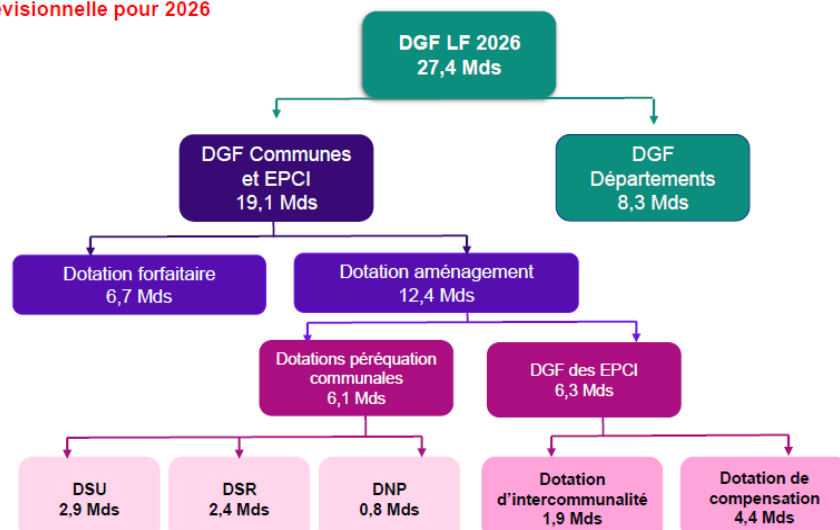 évisionnelle pour 2026
DGF LF 2026
27,4 Mds
DGF Communes
et EPCI
19,1 Mds
DGF
Départements
8,3 Mds
Dotation forfaitaire
6,7 Mds
Dotation aménagement
12,4 Mds
Dotations péréquation
communales
6,1 Mds
DGF des EPCI
6,3 Mds
DSU
2,9 Mds
DSR
2,4 Mds
DNP
0,8 Mds
Dotation
d'intercommunalité
1,9 Mds
Dotation de
compensation
4,4 Mds